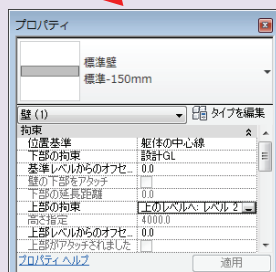 プロパティ
標準壁
標準-150mm
壁 (1)
タイプを編集
拘束
位置基準 躯体の中心線
下部の拘束 設計GL
基準レベルからのオフセ... 0.0
壁の下部をアタッチ
下部の延長距離 0.0
上部の拘束 上のレベルへ: レベル 2
高さ指定 4000.0
上部レベルからのオフセ... 0.0
上部がアタッチされました
プロパティ ヘルプ
適用